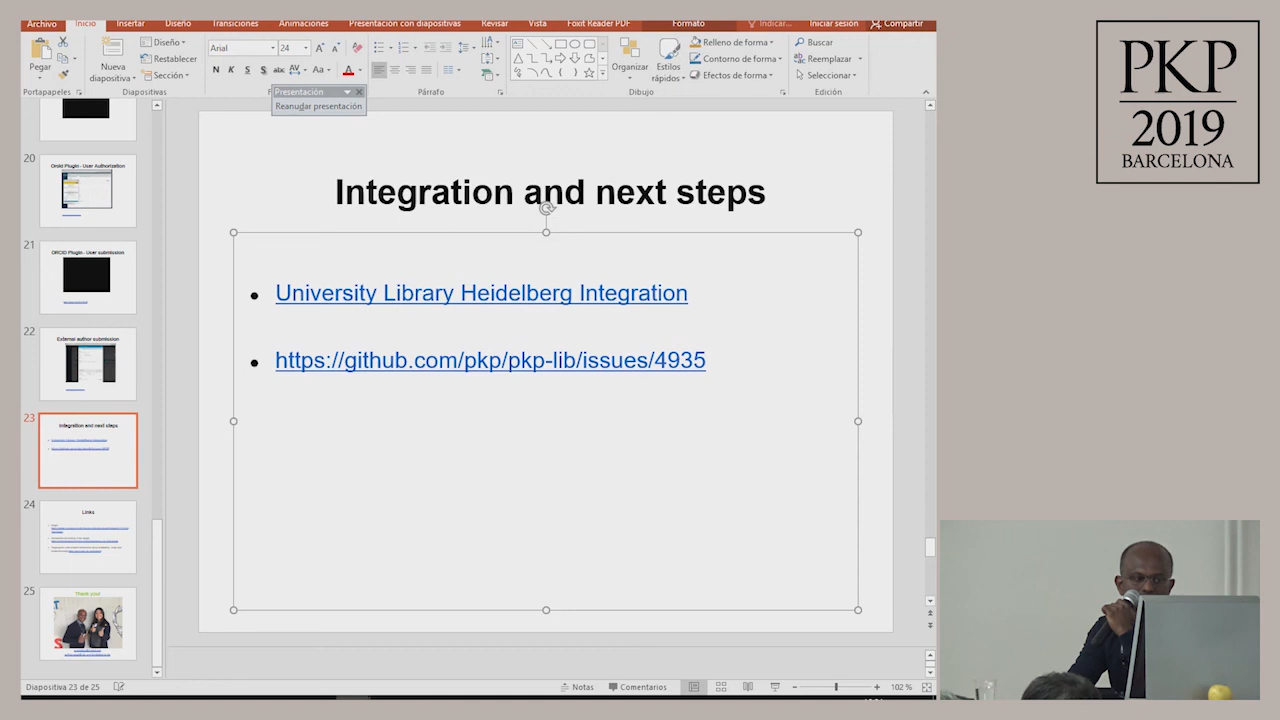 Archivo Inicio Insertar Diseño Transiciones Animaciones Presentación con diapositivas Revisar Vista Foxit Reader PDF Formato Indicar... Iniciar sesión Compartir
Pegar
Nueva diapositiva
Diseño
Restablecer
Sección
Arial 24
N K S S abc AV Aa A
Organizar
Estilos rápidos
Relleno de forma
Contorno de forma
Efectos de forma
Buscar
Reemplazar
Seleccionar
Portapapeles Diapositivas Párrafo Dibujo Edición
Presentación
Reanudar presentación
20
21
ORCID Plugin - User submission
22
External author submission
23
Integration and next steps
24
Links
25
Thank you!
Integration and next steps
• University Library Heidelberg Integration
• https://github.com/pkp/pkp-lib/issues/4935
Diapositiva 23 de 25 Notas Comentarios 102 %
PKP
2019
BARCELONA